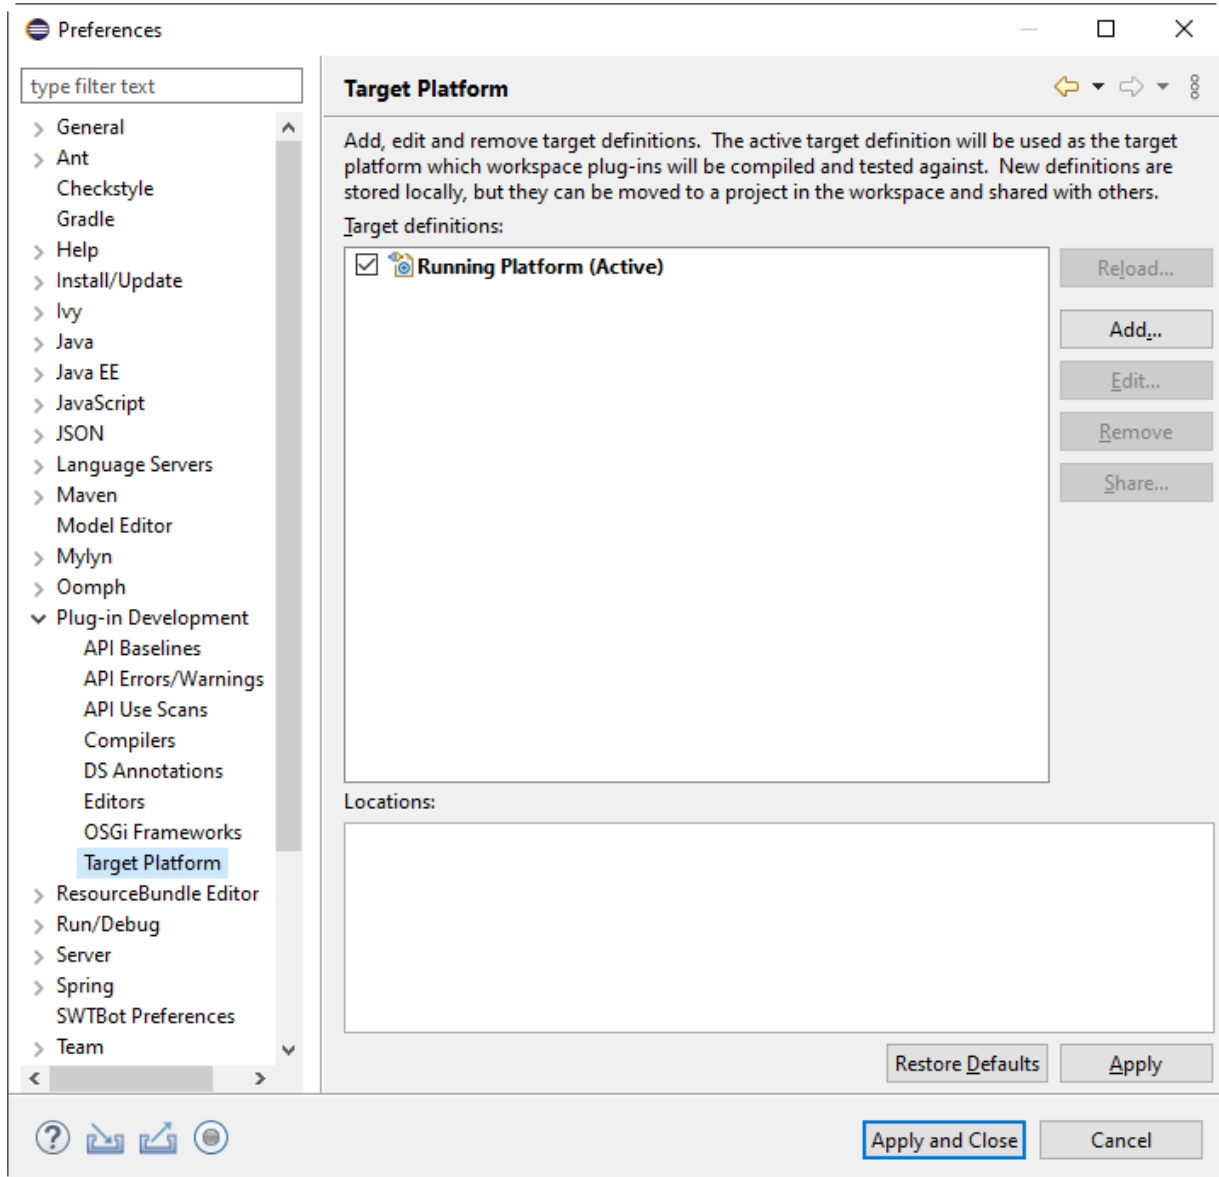 Preferences
type filter text
General
Ant
Checkstyle
Gradle
Help
Install/Update
Ivy
Java
Java EE
JavaScript
JSON
Language Servers
Maven
Model Editor
Mylyn
Oomph
Plug-in Development
API Baselines
API Errors/Warnings
API Use Scans
Compilers
DS Annotations
Editors
OSGi Frameworks
Target Platform
ResourceBundle Editor
Run/Debug
Server
Spring
SWTBot Preferences
Team
Target Platform
Add, edit and remove target definitions.  The active target definition will be used as the target
platform which workspace plug-ins will be compiled and tested against.  New definitions are
stored locally, but they can be moved to a project in the workspace and shared with others.
Target definitions:
Running Platform (Active)
Reload...
Add...
Edit...
Remove
Share...
Locations:
Restore Defaults
Apply
Apply and Close
Cancel